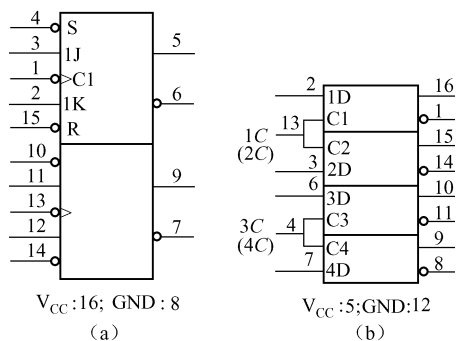 4 S
3 1J 5
1 C1
2 1K 6
15 R
10
11 9
13
12 7
14
V_CC :16; GND : 8
(a)
2 1D 16
C1 1
1C 13
(2C) C2 15
3 2D 14
6 3D 10
3C 4 C3 11
(4C) C4 9
7 4D 8
V_CC :5;GND:12
(b)